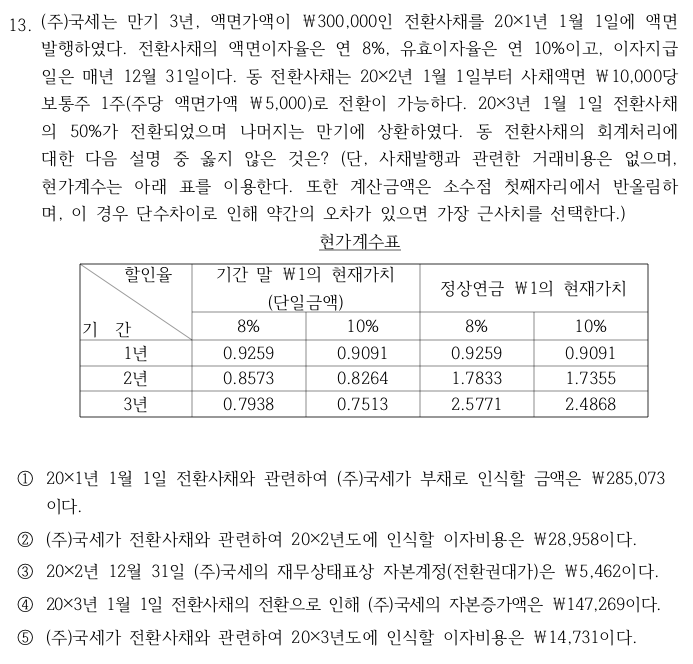 13. (주)국세는 만기 3년, 액면가액이 ₩300,000인 전환사채를 20×1년 1월 1일에 액면
발행하였다. 전환사채의 액면이자율은 연 8%, 유효이자율은 연 10%이고, 이자지급
일은 매년 12월 31일이다. 동 전환사채는 20×2년 1월 1일부터 사채액면 ₩10,000당
보통주 1주(주당 액면가액 ₩5,000)로 전환이 가능하다. 20×3년 1월 1일 전환사채
의 50%가 전환되었으며 나머지는 만기에 상환하였다. 동 전환사채의 회계처리에
대한 다음 설명 중 옳지 않은 것은? (단, 사채발행과 관련한 거래비용은 없으며,
현가계수는 아래 표를 이용한다. 또한 계산금액은 소수점 첫째자리에서 반올림하
며, 이 경우 단수차이로 인해 약간의 오차가 있으면 가장 근사치를 선택한다.)
현가계수표
할인율 기간 말 ₩1의 현재가치 정상연금 ₩1의 현재가치
(단일금액)
기 간 8% 10% 8% 10%
1년 0.9259 0.9091 0.9259 0.9091
2년 0.8573 0.8264 1.7833 1.7355
3년 0.7938 0.7513 2.5771 2.4868
① 20×1년 1월 1일 전환사채와 관련하여 (주)국세가 부채로 인식할 금액은 ₩285,073
이다.
② (주)국세가 전환사채와 관련하여 20×2년도에 인식할 이자비용은 ₩28,958이다.
③ 20×2년 12월 31일 (주)국세의 재무상태표상 자본계정(전환권대가)은 ₩5,462이다.
④ 20×3년 1월 1일 전환사채의 전환으로 인해 (주)국세의 자본증가액은 ₩147,269이다.
⑤ (주)국세가 전환사채와 관련하여 20×3년도에 인식할 이자비용은 ₩14,731이다.